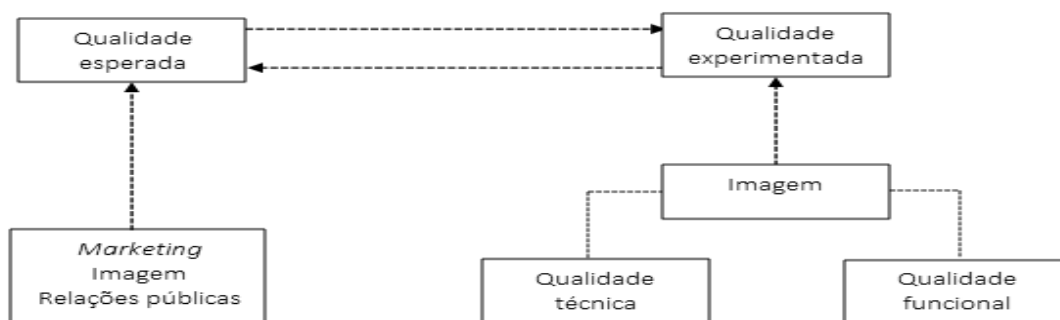 Qualidade
esperada
Qualidade
experimentada
Imagem
Marketing
Imagem
Relações públicas
Qualidade
técnica
Qualidade
funcional